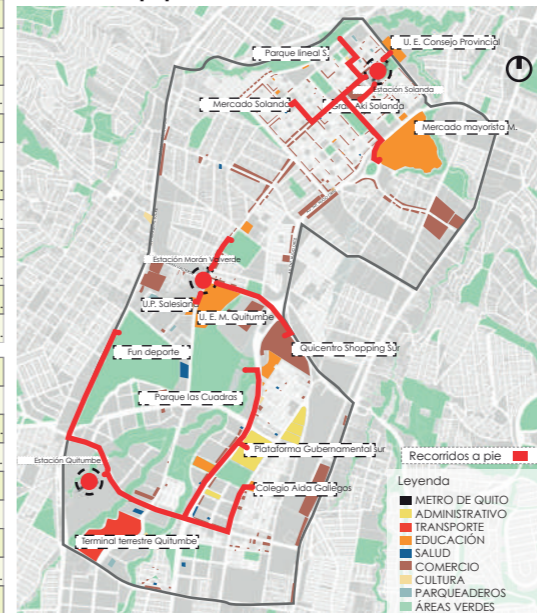 Parque lineal S.
U. E. Consejo Provincial
Estación Solanda
Mercado Solanda
Gran Aki Solanda
Mercado mayorista M.
Estación Morán Valverde
U.P. Salesiana
U. E. M. Quitumbe
Fun deporte
Quicentro Shopping Sur
Parque las Cuadras
Plataforma Gubernamental sur
Estación Quitumbe
Colegio Aida Gallegos
Terminal terrestre Quitumbe
Recorridos a pie
Leyenda
METRO DE QUITO
ADMINISTRATIVO
TRANSPORTE
EDUCACIÓN
SALUD
COMERCIO
CULTURA
PARQUEADEROS
ÁREAS VERDES